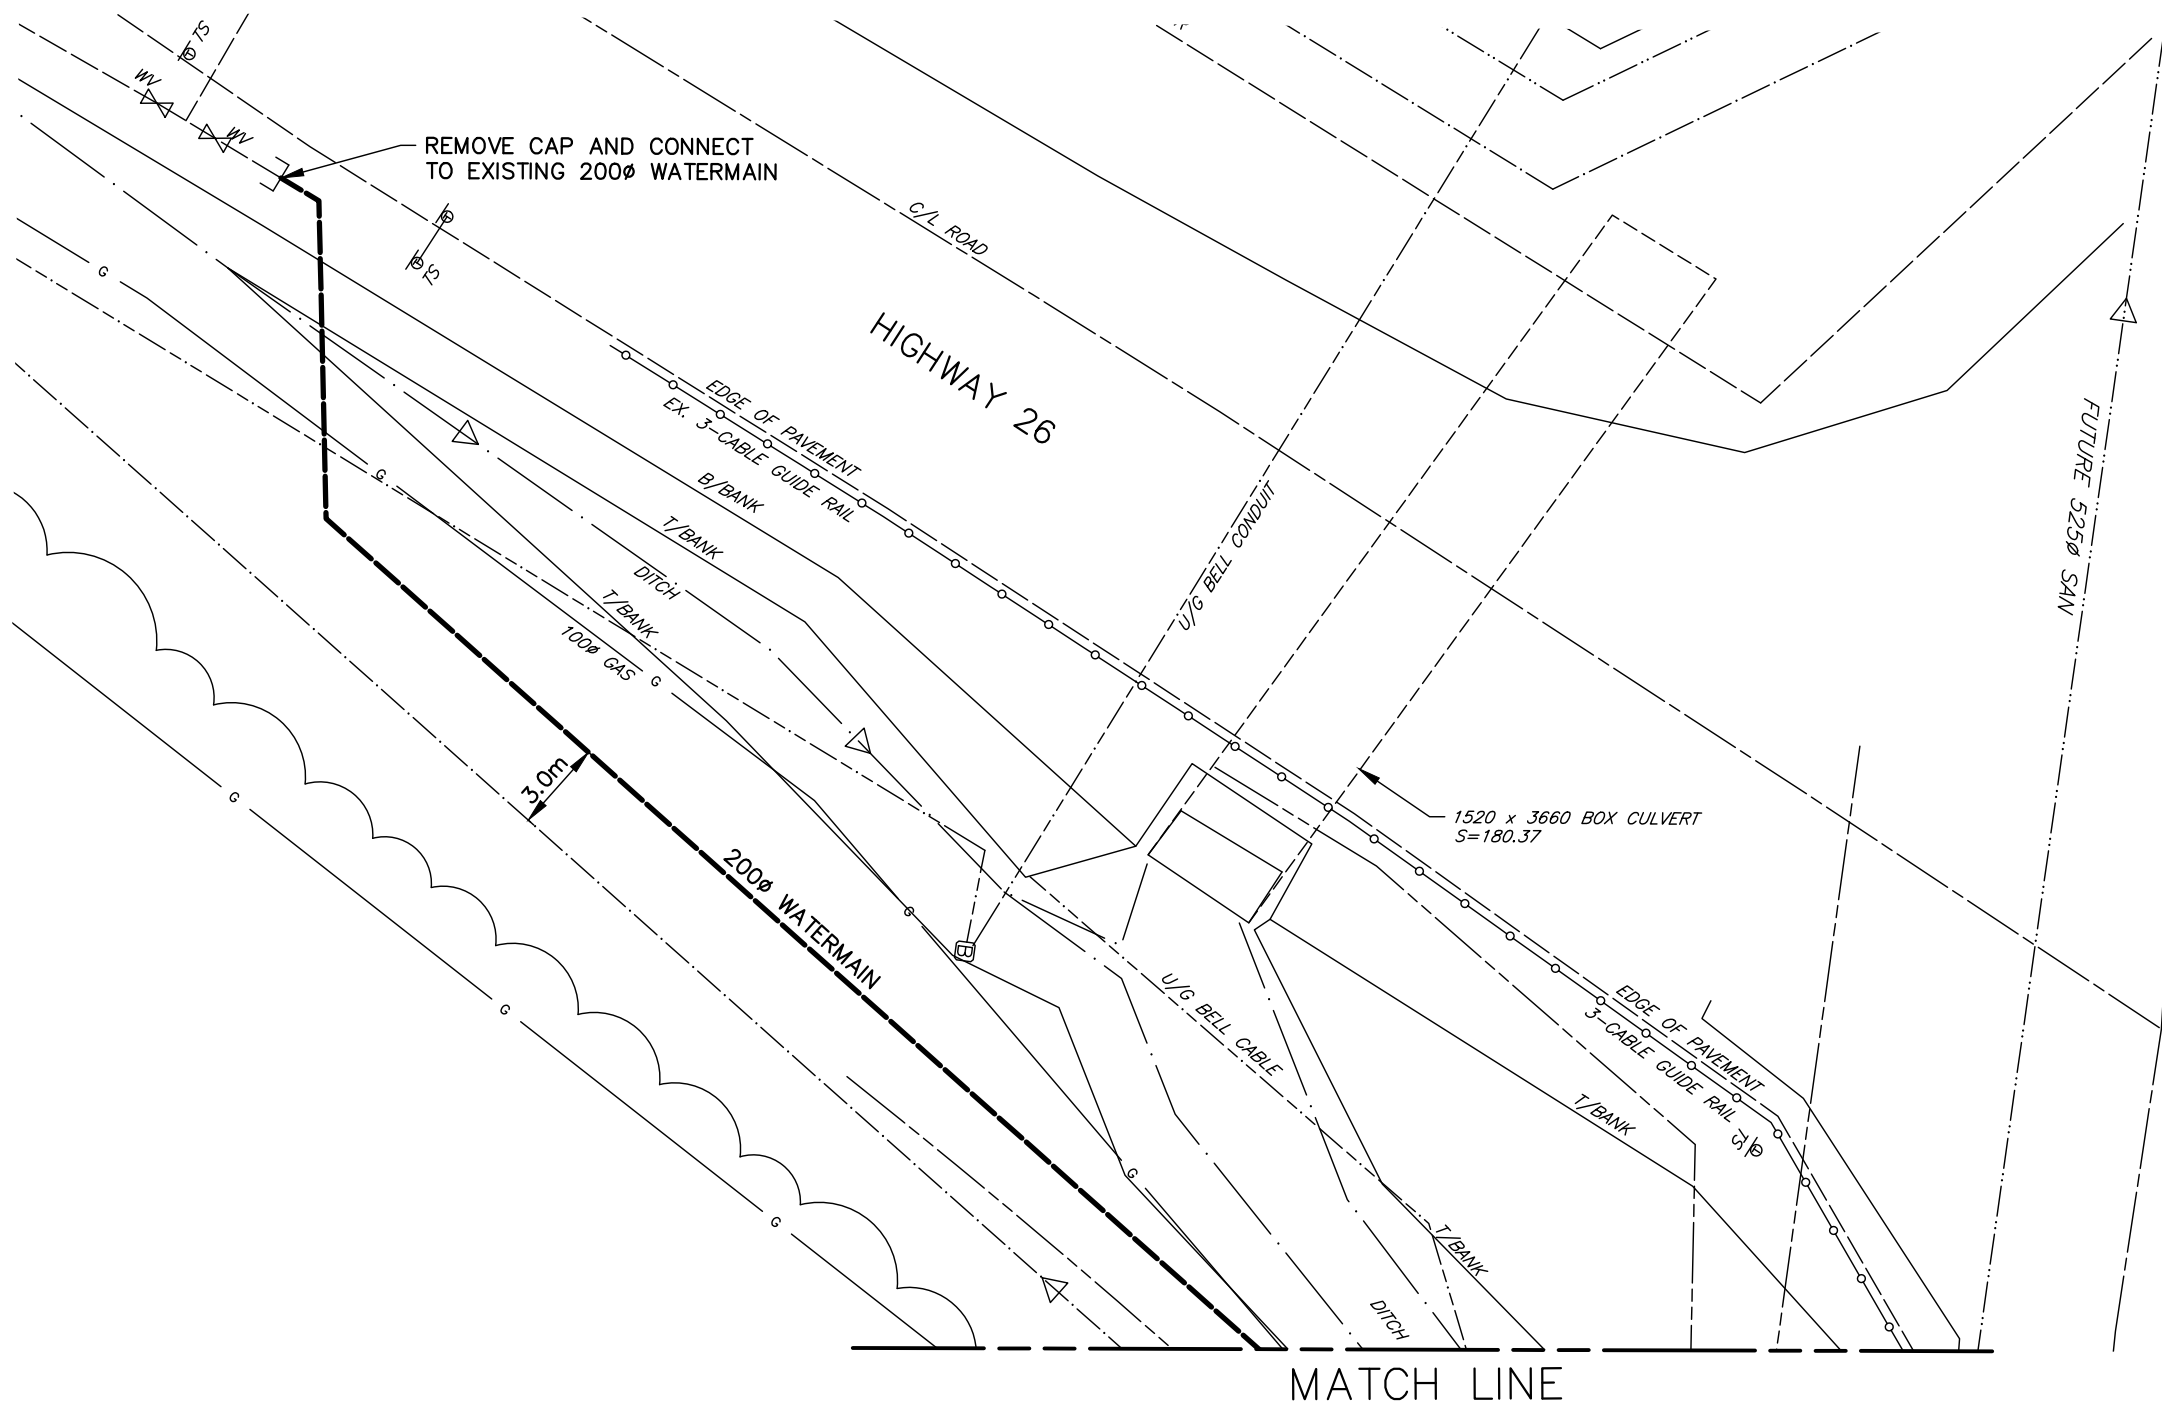 TS
WV
WV
REMOVE CAP AND CONNECT
TO EXISTING 200ø WATERMAIN
TS
C/L ROAD
G
HIGHWAY 26
EDGE OF PAVEMENT
EX. 3-CABLE GUIDE RAIL
G
B/BANK
T/BANK
DITCH
T/BANK
100ø GAS
G
U/G BELL CONDUIT
FUTURE 525ø SAN
3.0m
G
1520 x 3660 BOX CULVERT
S=180.37
200ø WATERMAIN
G
B
G
U/G BELL CABLE
EDGE OF PAVEMENT
3-CABLE GUIDE RAIL
TS
T/BANK
G
G
T/BANK
DITCH
MATCH LINE